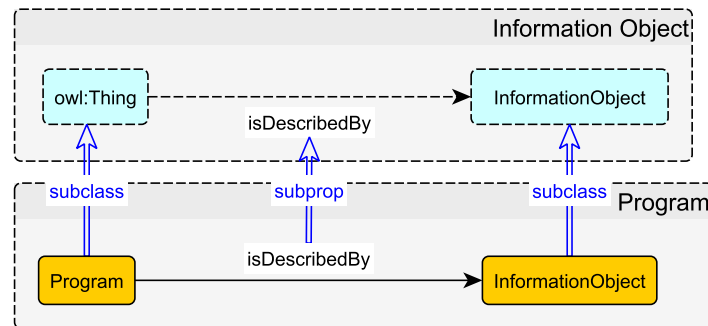 Information Object
owl:Thing
InformationObject
isDescribedBy
subclass
subprop
subclass
Program
isDescribedBy
Program
InformationObject